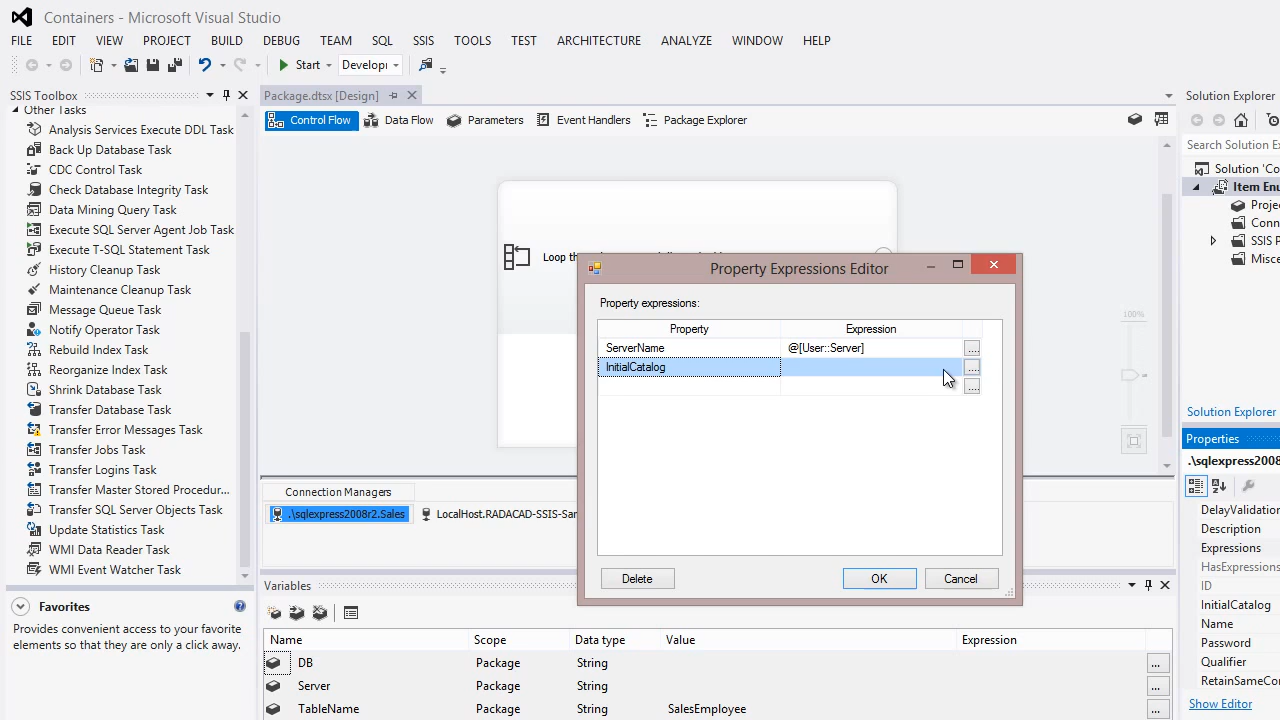 Containers - Microsoft Visual Studio
FILE EDIT VIEW PROJECT BUILD DEBUG TEAM SQL SSIS TOOLS TEST ARCHITECTURE ANALYZE WINDOW HELP
Start
SSIS Toolbox
Other Tasks
Analysis Services Execute DDL Task
Back Up Database Task
CDC Control Task
Check Database Integrity Task
Data Mining Query Task
Execute SQL Server Agent Job Task
Execute T-SQL Statement Task
History Cleanup Task
Maintenance Cleanup Task
Message Queue Task
Notify Operator Task
Rebuild Index Task
Reorganize Index Task
Shrink Database Task
Transfer Database Task
Transfer Error Messages Task
Transfer Jobs Task
Transfer Logins Task
Transfer Master Stored Procedur...
Transfer SQL Server Objects Task
Update Statistics Task
WMI Data Reader Task
WMI Event Watcher Task
Favorites
Provides convenient access to your favorite
elements so that they are only a click away.
Package.dtsx [Design]
Control Flow Data Flow Parameters Event Handlers Package Explorer
Loop
100%
Property Expressions Editor
Property expressions:
Property Expression
ServerName @[User::Server] ...
InitialCatalog ...
...
Delete OK Cancel
Connection Managers
.\sqlexpress2008r2.Sales LocalHost.RADACAD-SSIS-Sam
Variables
Name Scope Data type Value Expression
DB Package String ...
Server Package String ...
TableName Package String SalesEmployee ...
Solution Explorer
Search Solution E
Solution 'Co
Item Enu
Projec
Conn
SSIS P
Misce
Solution Explorer
Properties
.\sqlexpress2008
DelayValidation
Description
Expressions
HasExpressions
ID
InitialCatalog
Name
Password
Qualifier
RetainSameCo
Show Editor